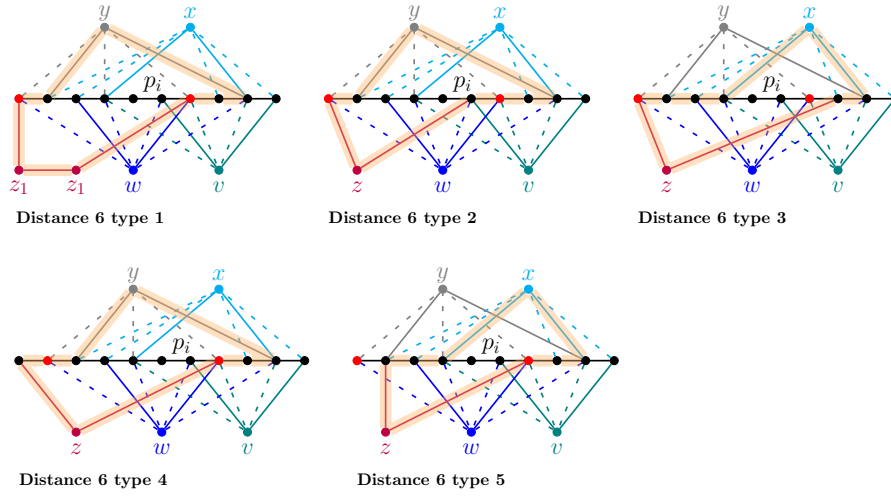 y x y x y x
p_i p_i p_i
z_1 z_1 w v z w v z w v
Distance 6 type 1 Distance 6 type 2 Distance 6 type 3
y x y x
p_i p_i
z w v z w v
Distance 6 type 4 Distance 6 type 5